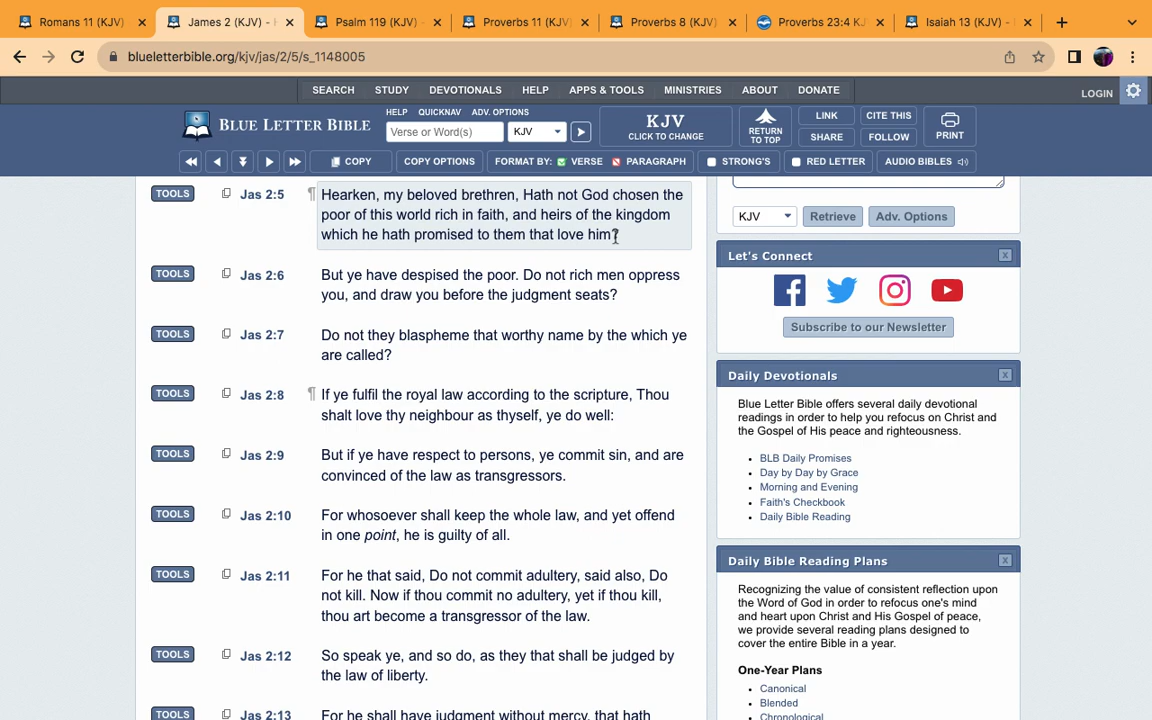 Romans 11 (KJV)
James 2 (KJV) -
Psalm 119 (KJV)
Proverbs 11 (KJV)
Proverbs 8 (KJV)
Proverbs 23:4 KJ
Isaiah 13 (KJV) -
blueletterbible.org/kjv/jas/2/5/s_1148005
SEARCH STUDY DEVOTIONALS HELP APPS & TOOLS MINISTRIES ABOUT DONATE
LOGIN
BLUE LETTER BIBLE
HELP QUICKNAV ADV. OPTIONS
Verse or Word(s)
KJV
KJV
CLICK TO CHANGE
RETURN
TO TOP
LINK
CITE THIS
SHARE
FOLLOW
PRINT
COPY
COPY OPTIONS
FORMAT BY: VERSE PARAGRAPH
STRONG'S
RED LETTER
AUDIO BIBLES
TOOLS Jas 2:5 ¶ Hearken, my beloved brethren, Hath not God chosen the
poor of this world rich in faith, and heirs of the kingdom
which he hath promised to them that love him?
TOOLS Jas 2:6 But ye have despised the poor. Do not rich men oppress
you, and draw you before the judgment seats?
TOOLS Jas 2:7 Do not they blaspheme that worthy name by the which ye
are called?
TOOLS Jas 2:8 ¶ If ye fulfil the royal law according to the scripture, Thou
shalt love thy neighbour as thyself, ye do well:
TOOLS Jas 2:9 But if ye have respect to persons, ye commit sin, and are
convinced of the law as transgressors.
TOOLS Jas 2:10 For whosoever shall keep the whole law, and yet offend
in one point, he is guilty of all.
TOOLS Jas 2:11 For he that said, Do not commit adultery, said also, Do
not kill. Now if thou commit no adultery, yet if thou kill,
thou art become a transgressor of the law.
TOOLS Jas 2:12 So speak ye, and so do, as they that shall be judged by
the law of liberty.
TOOLS Jas 2:13 For he shall have judgment without mercy, that hath
KJV Retrieve Adv. Options
Let's Connect
Subscribe to our Newsletter
Daily Devotionals
Blue Letter Bible offers several daily devotional
readings in order to help you refocus on Christ and
the Gospel of His peace and righteousness.
BLB Daily Promises
Day by Day by Grace
Morning and Evening
Faith's Checkbook
Daily Bible Reading
Daily Bible Reading Plans
Recognizing the value of consistent reflection upon
the Word of God in order to refocus one's mind
and heart upon Christ and His Gospel of peace,
we provide several reading plans designed to
cover the entire Bible in a year.
One-Year Plans
Canonical
Blended
Chronological